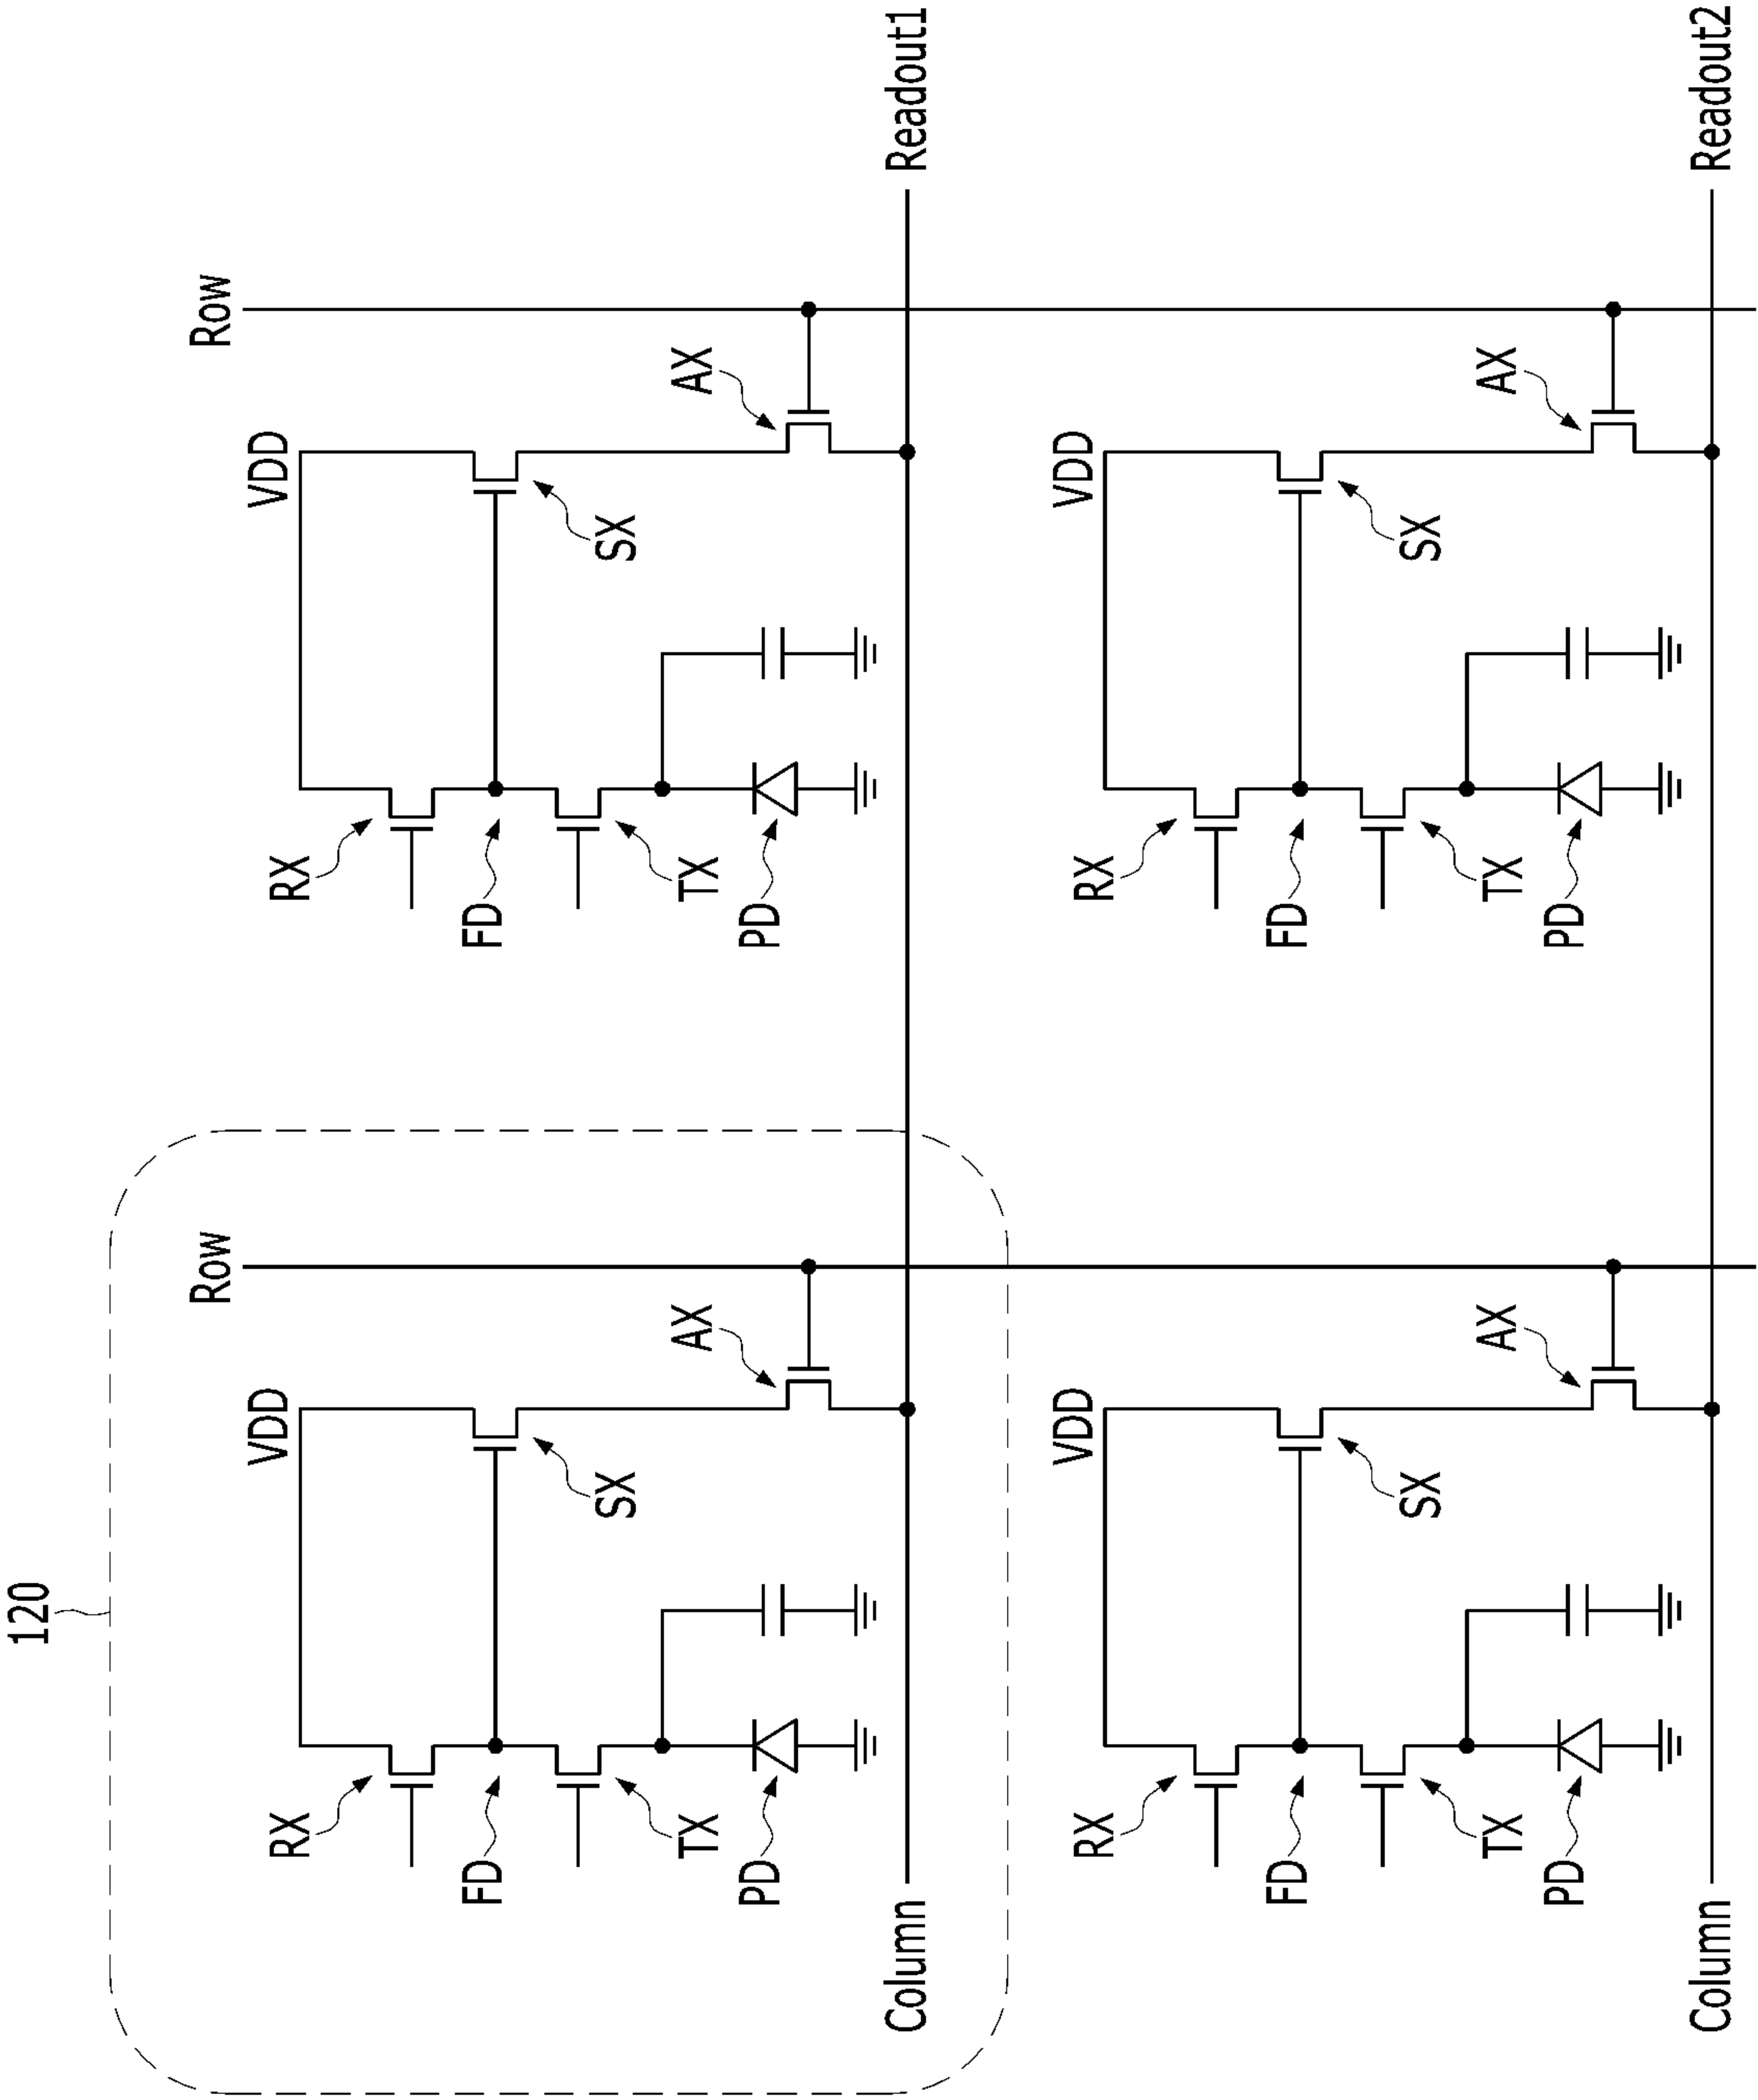 120
Row
Row
VDD
VDD
RX
RX
FD
FD
SX
SX
AX
AX
TX
TX
PD
PD
Column
Readout1
VDD
VDD
RX
RX
FD
FD
SX
SX
AX
AX
TX
TX
PD
PD
Column
Readout2